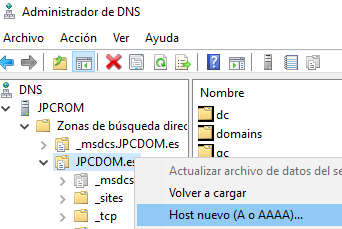 Administrador de DNS
Archivo Acción Ver Ayuda
DNS
JPCROM
Zonas de búsqueda direc
_msdcs.JPCDOM.es
JPCDOM.es
_msdcs
_sites
_tcp
Nombre
dc
domains
gc
Actualizar archivo de datos del se
Volver a cargar
Host nuevo (A o AAAA)...